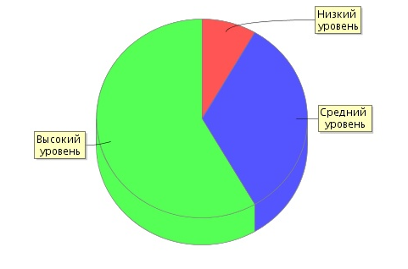 Низкий
уровень
Средний
уровень
Высокий
уровень